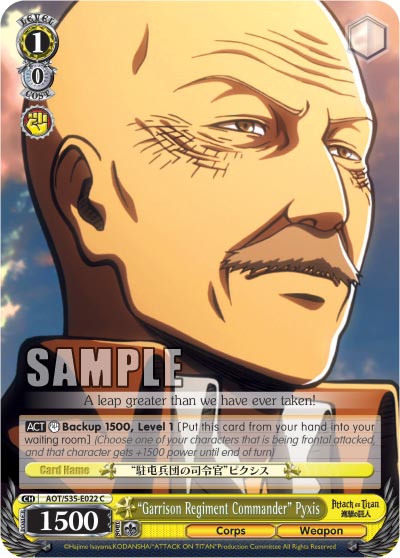 LEVEL
1
0
COST
SAMPLE
A leap greater than we have ever taken!
ACT Backup 1500, Level 1 [Put this card from your hand into your
waiting room] (Choose one of your characters that is being frontal attacked,
and that character gets +1500 power until end of turn)
Card Name
“駐屯兵団の司令官”ピクシス
CH AOT/S35-E022 C
“Garrison Regiment Commander” Pyxis
Attack on Titan
進撃の巨人
POWER
1500
SOUL
Corps
Weapon
©Hajime Isayama,KODANSHA/“ATTACK ON TITAN”Production Committee All Rights Reserved